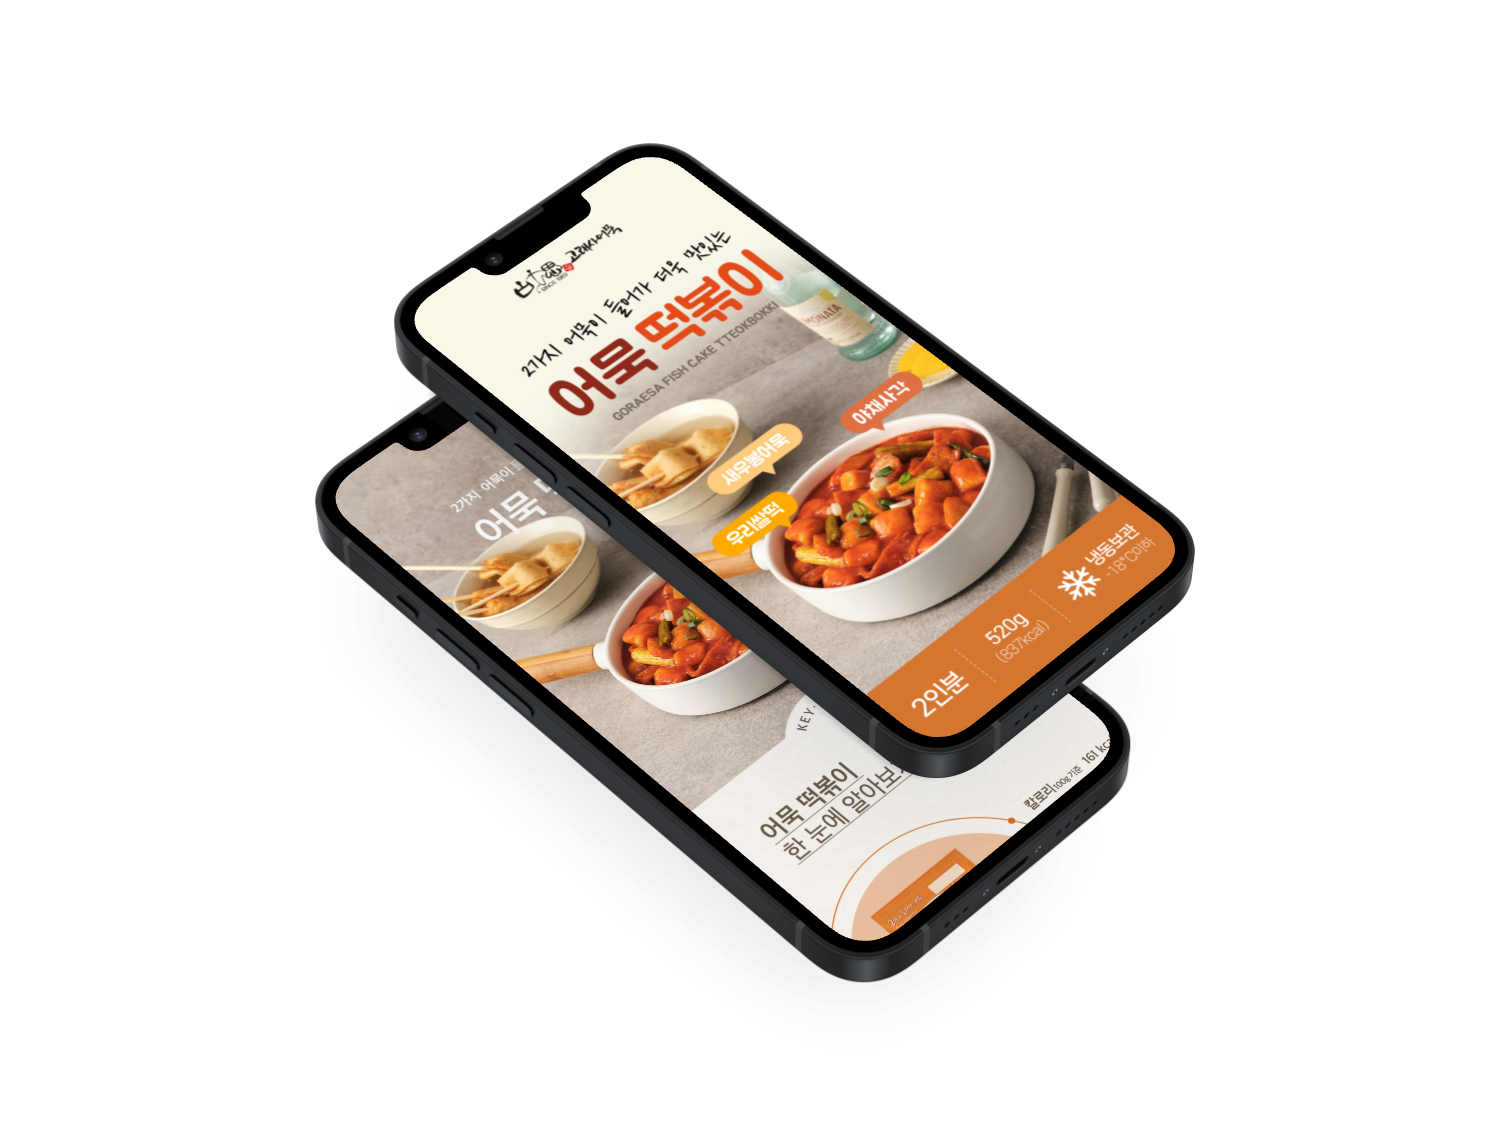 고래사어묵
SINCE 1963
2가지 어묵이 들어가 더욱 맛있는
어묵 떡볶이
GORAESA FISH CAKE TTEOKBOKKI
MONATA
야채사각
새우봉어묵
우리쌀떡
2인분
520g
(837kcal)
냉동보관
-18°C이하
2가지 어묵이
어묵
KEY
어묵 떡볶이
한 눈에 알아보
칼로리 100g 기준 161 kc